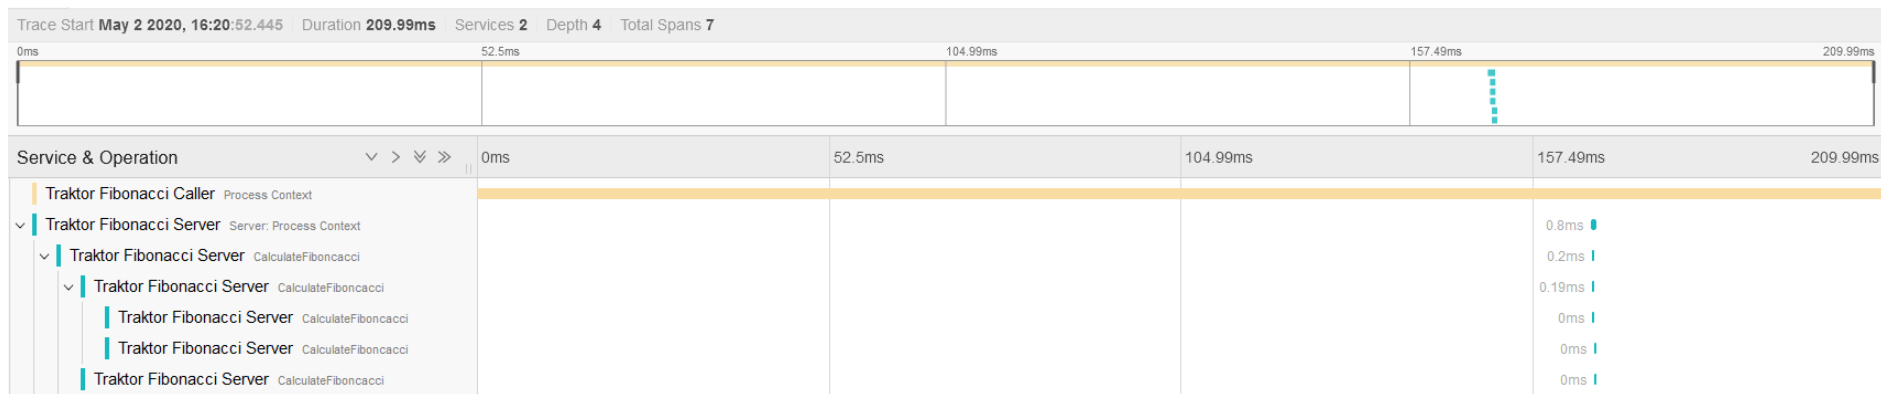 Trace Start May 2 2020, 16:20:52.445 Duration 209.99ms Services 2 Depth 4 Total Spans 7
0ms 52.5ms 104.99ms 157.49ms 209.99ms
Service & Operation 0ms 52.5ms 104.99ms 157.49ms 209.99ms
Traktor Fibonacci Caller Process Context
Traktor Fibonacci Server Server: Process Context 0.8ms
Traktor Fibonacci Server CalculateFiboncacci 0.2ms
Traktor Fibonacci Server CalculateFiboncacci 0.19ms
Traktor Fibonacci Server CalculateFiboncacci 0ms
Traktor Fibonacci Server CalculateFiboncacci 0ms
Traktor Fibonacci Server CalculateFiboncacci 0ms